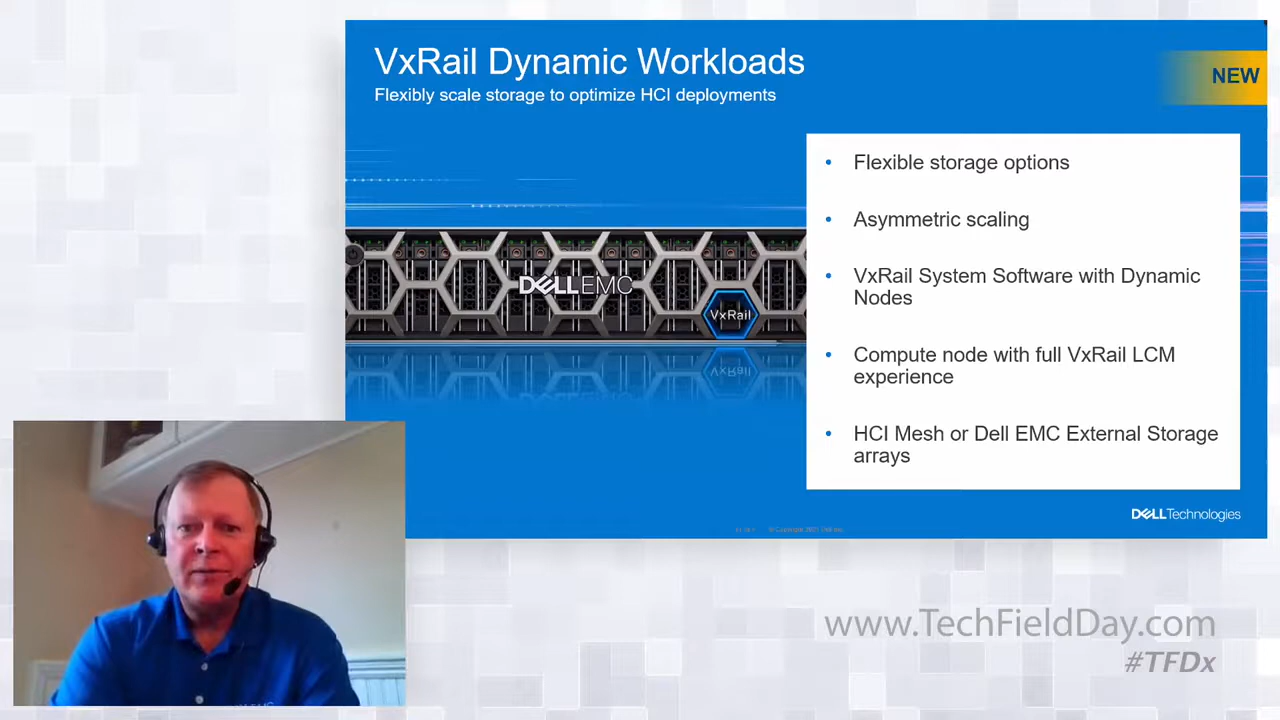 VxRail Dynamic Workloads
Flexibly scale storage to optimize HCI deployments
NEW
• Flexible storage options
• Asymmetric scaling
• VxRail System Software with Dynamic
Nodes
• Compute node with full VxRail LCM
experience
• HCI Mesh or Dell EMC External Storage
arrays
DELL EMC
VxRail
DELL Technologies
www.TechFieldDay.com
#TFDx